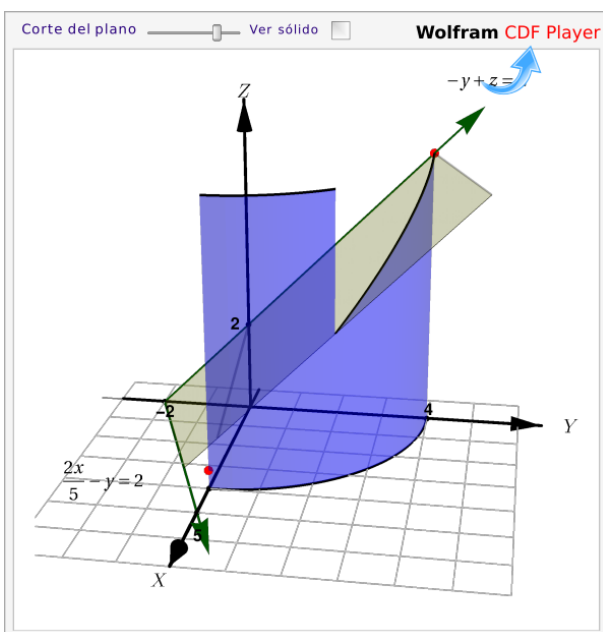 Corte del plano Ver sólido Wolfram CDF Player
−y+z=
Z
2
−2
4
Y
2x/5 − y = 2
5
X